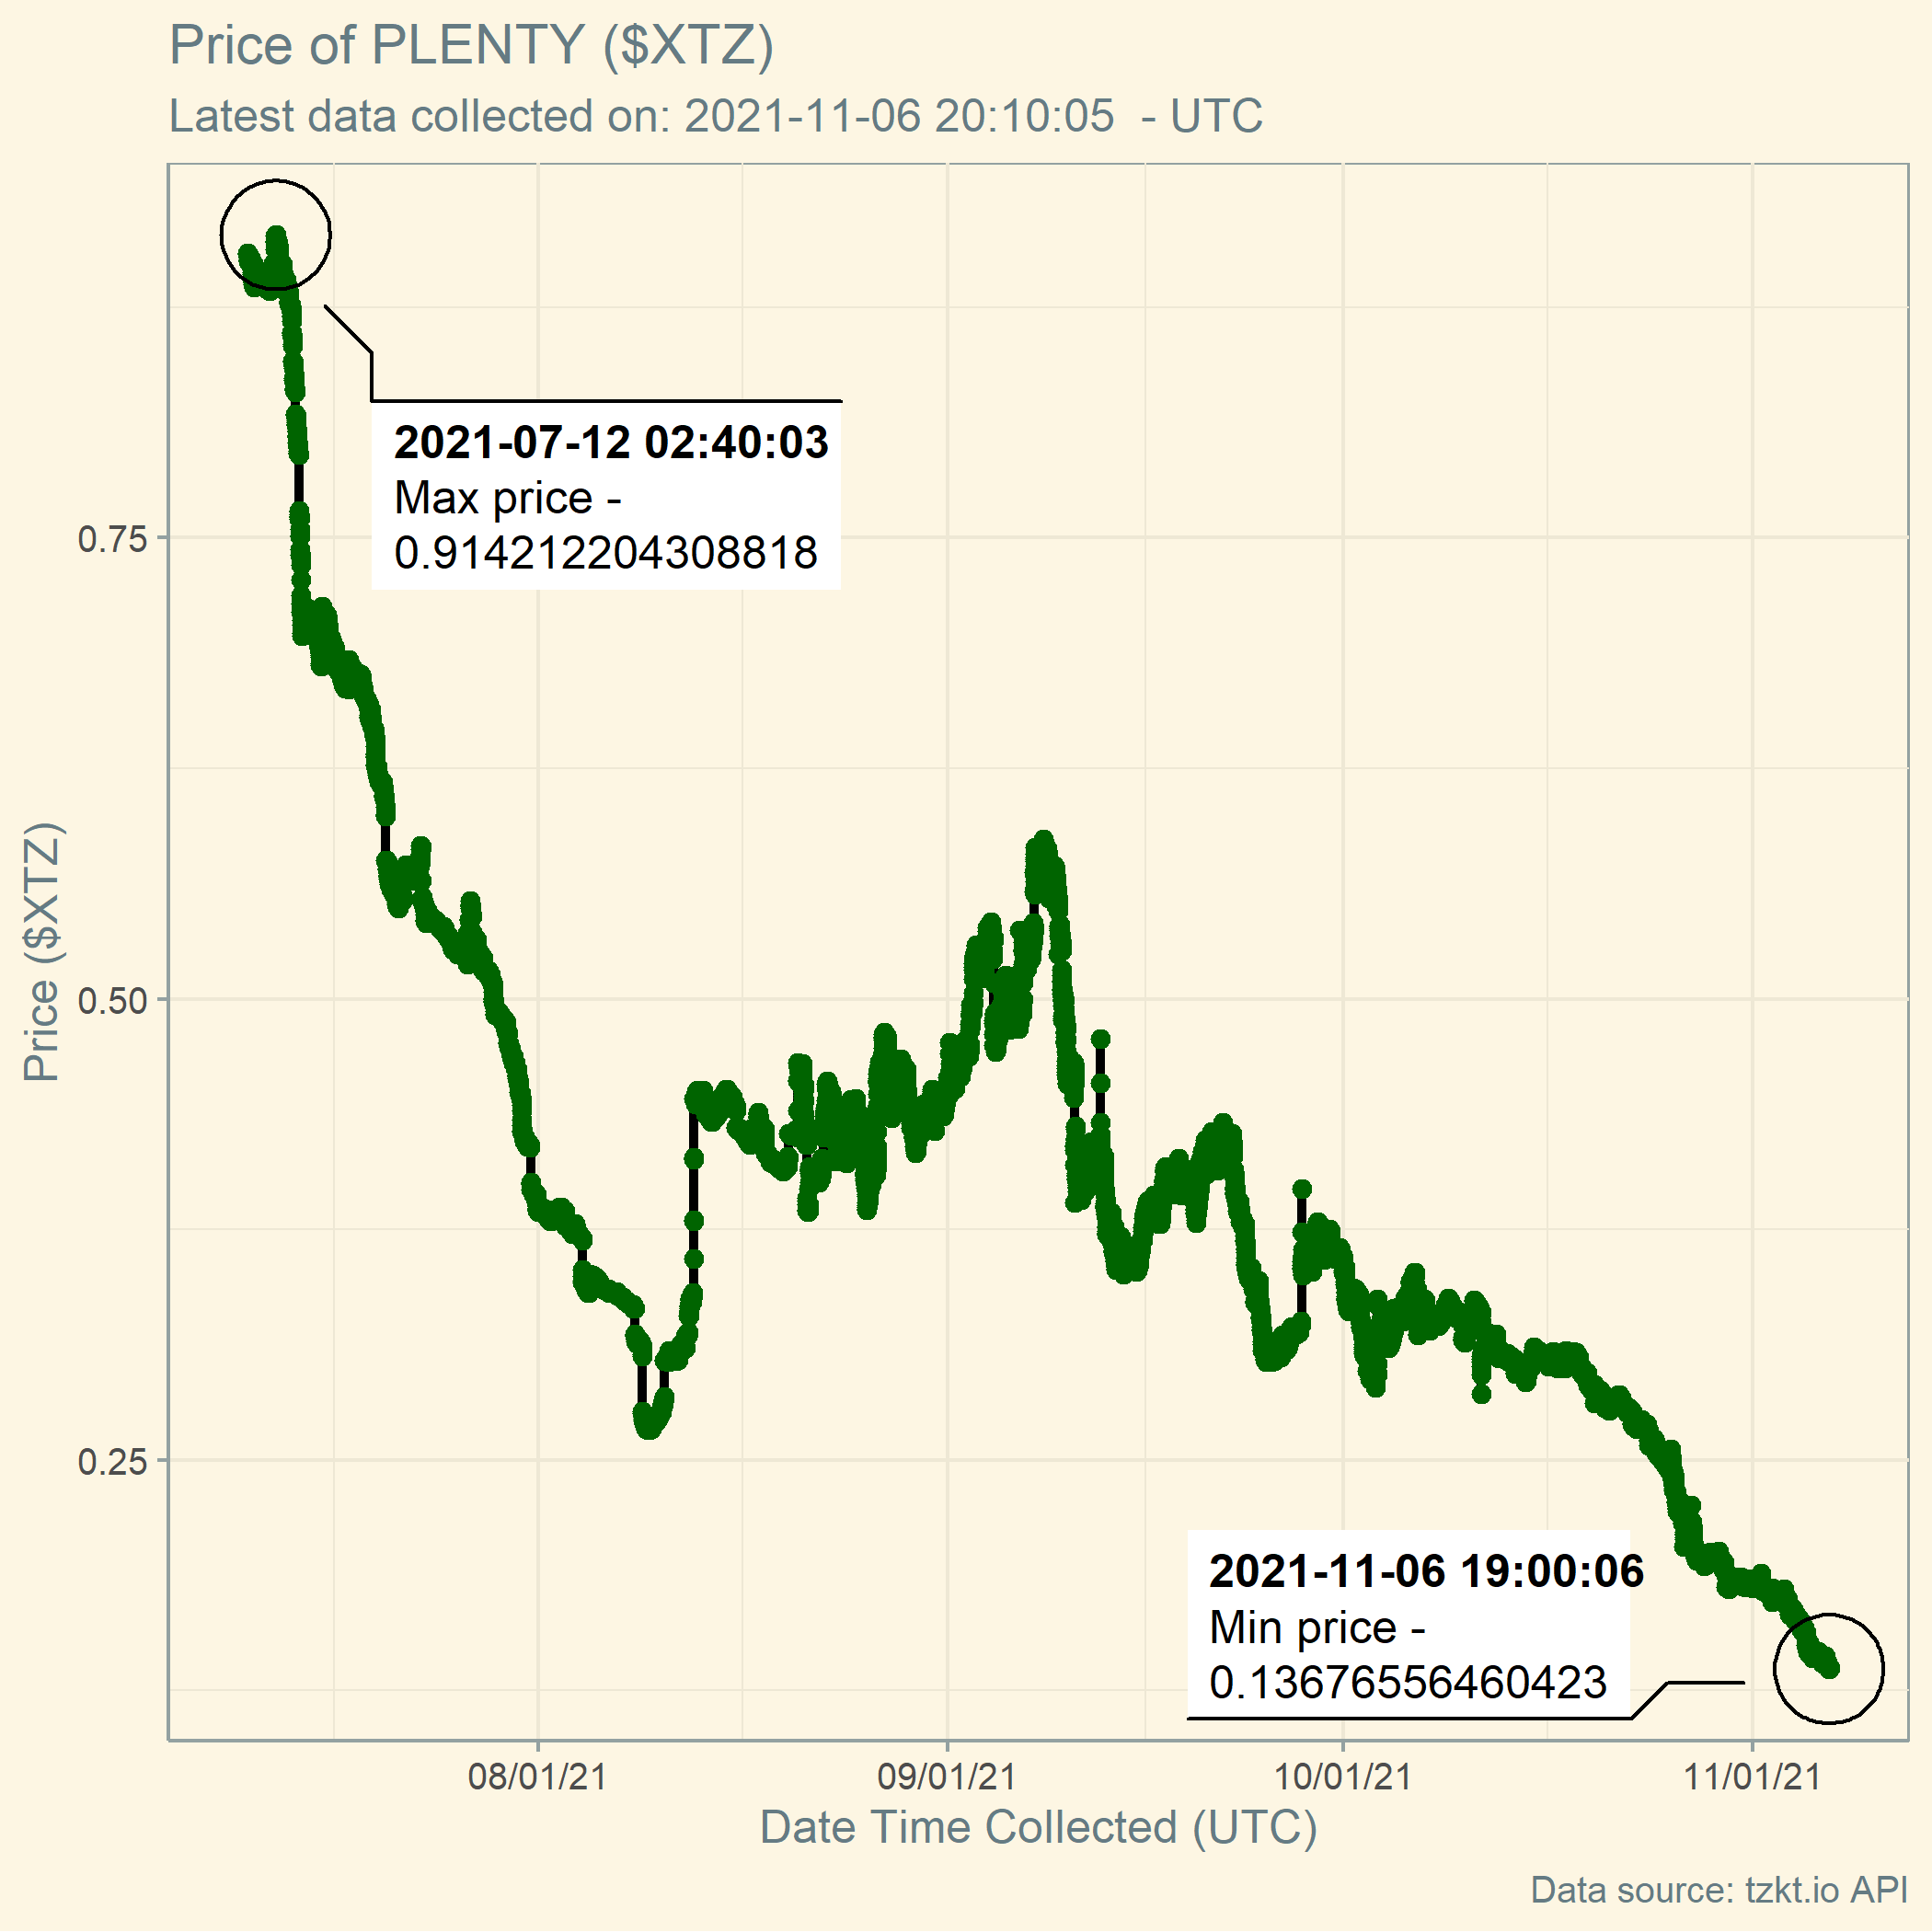 Price of PLENTY ($XTZ)
Latest data collected on: 2021-11-06 20:10:05  - UTC
2021-07-12 02:40:03
Max price -
0.9142122204308818
0.75
0.50
0.25
Price ($XTZ)
2021-11-06 19:00:06
Min price -
0.13676556460423
08/01/21
09/01/21
10/01/21
11/01/21
Date Time Collected (UTC)
Data source: tzkt.io API